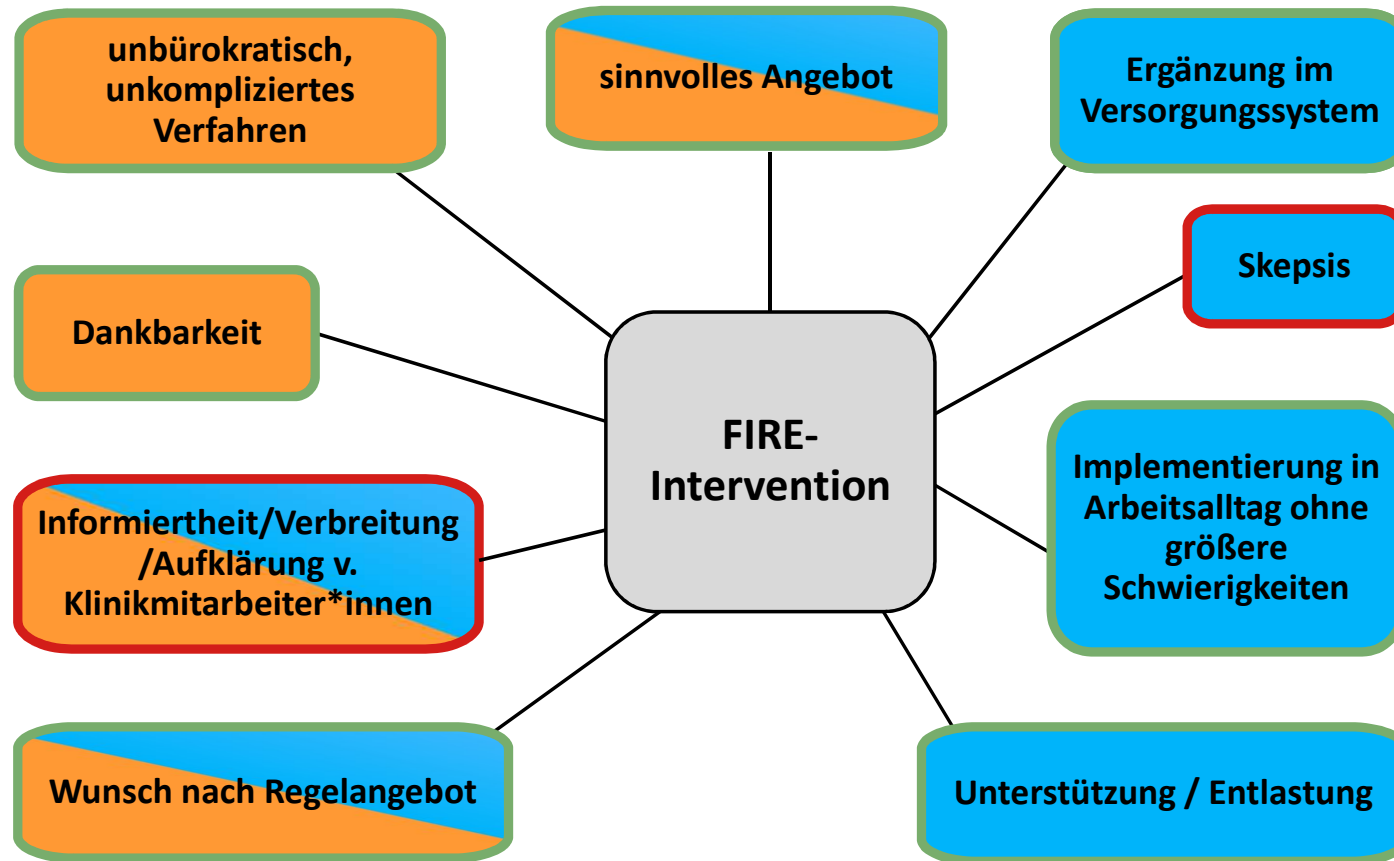 unbürokratisch,
unkompliziertes
Verfahren
sinnvolles Angebot
Ergänzung im
Versorgungssystem
Skepsis
Dankbarkeit
FIRE-
Intervention
Implementierung in
Arbeitsalltag ohne
größere
Schwierigkeiten
Informiertheit/Verbreitung
/Aufklärung v.
Klinikmitarbeiter*innen
Wunsch nach Regelangebot
Unterstützung / Entlastung